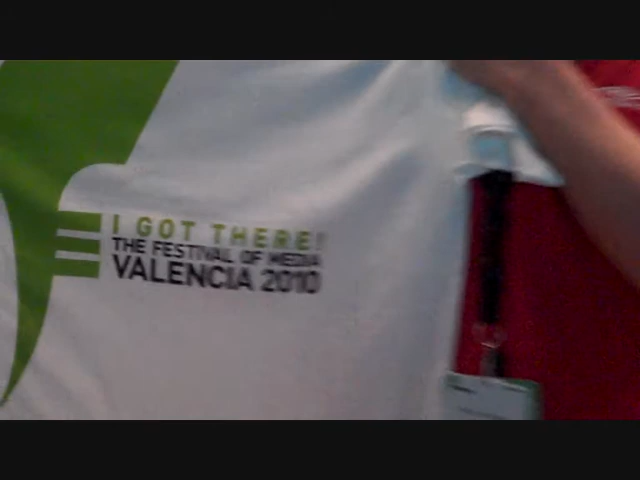 I GOT THERE!
THE FESTIVAL OF MEDIA
VALENCIA 2010